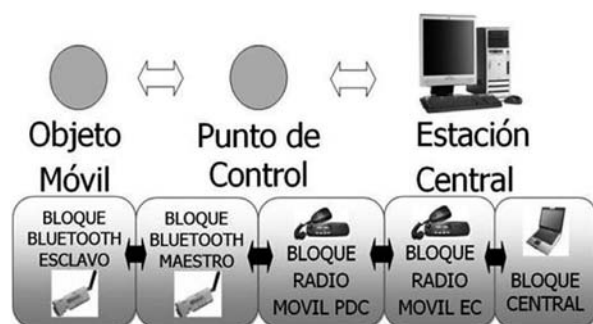 Objeto
Móvil
Punto de
Control
Estación
Central
BLOQUE
BLUETOOTH
ESCLAVO
BLOQUE
BLUETOOTH
MAESTRO
BLOQUE
RADIO
MOVIL PDC
BLOQUE
RADIO
MOVIL EC
BLOQUE
CENTRAL